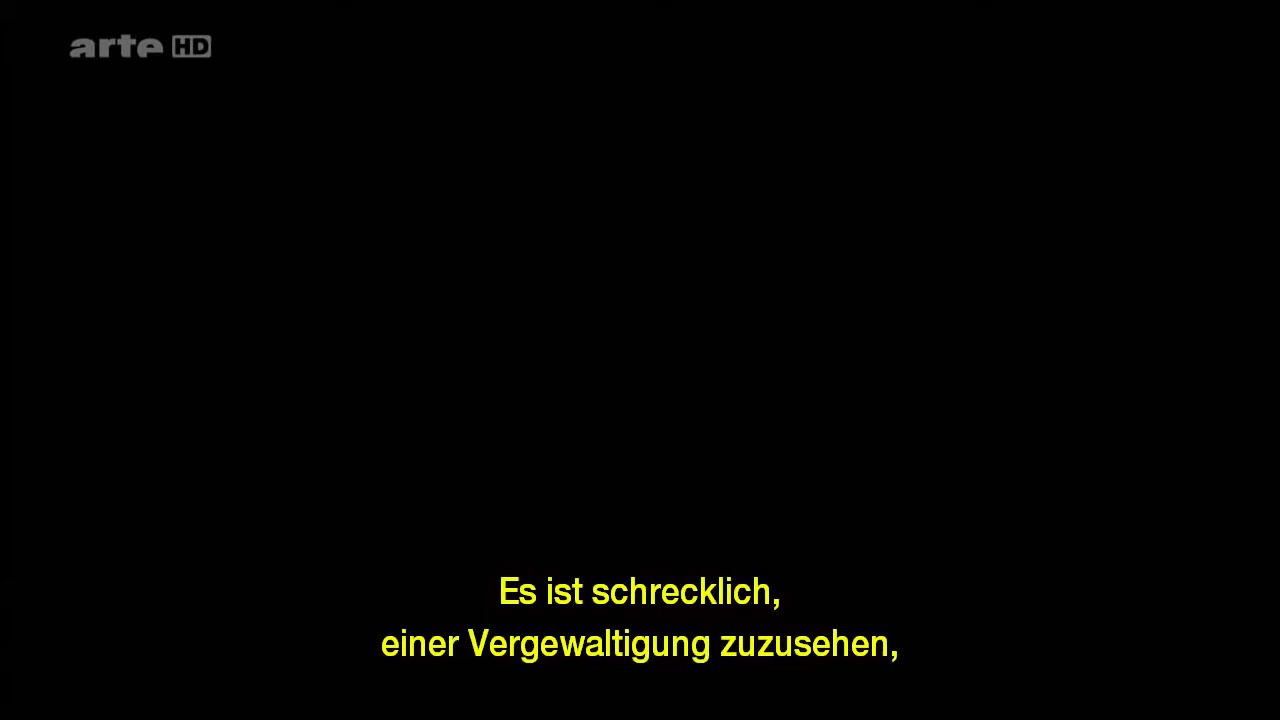 arte HD
Es ist schrecklich,
einer Vergewaltigung zuzusehen,